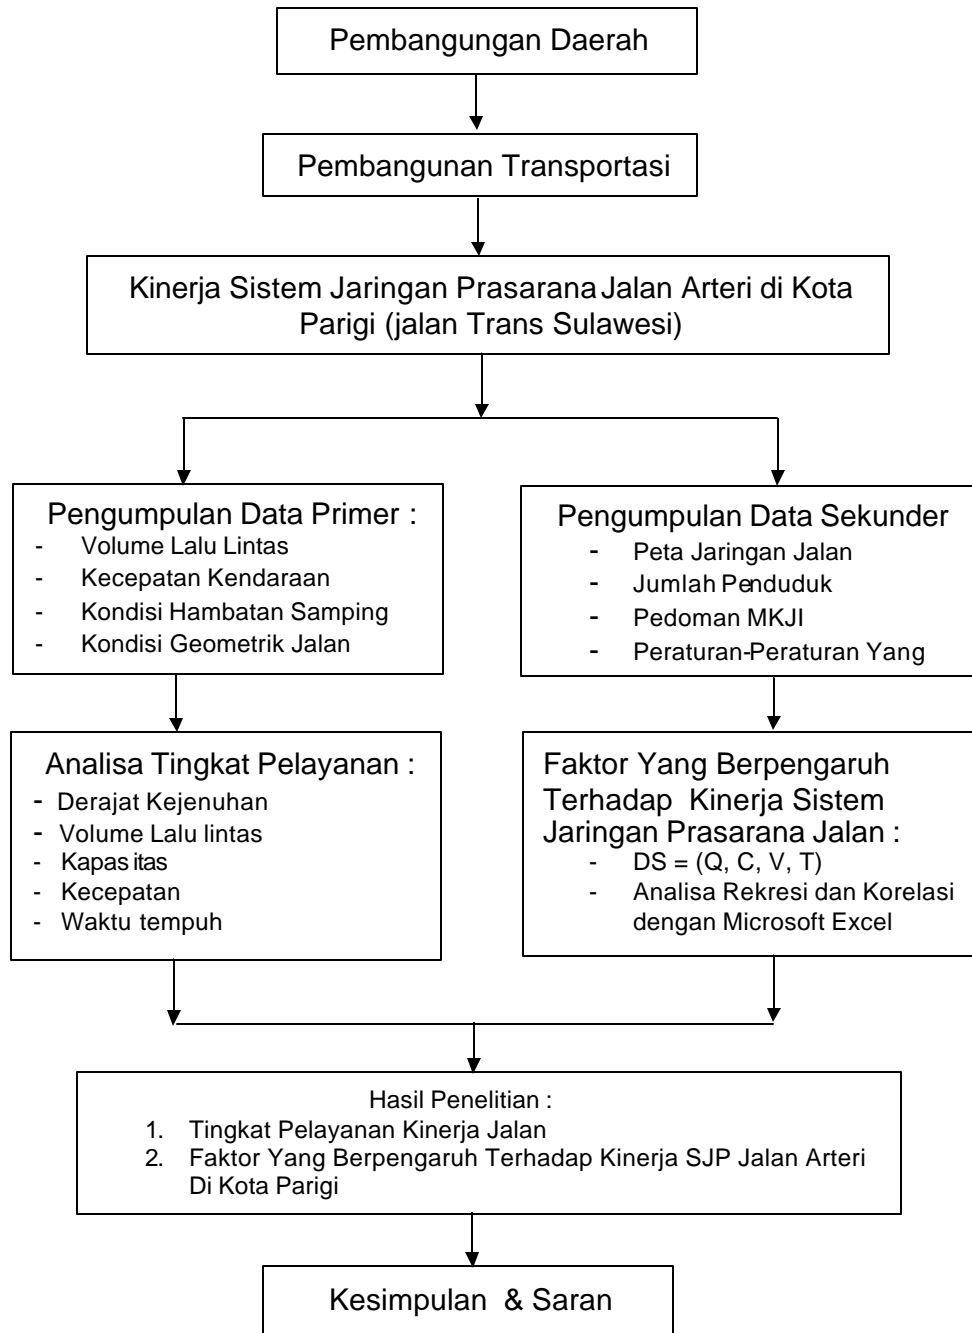 Pembangungan Daerah
Pembangunan Transportasi
Kinerja Sistem Jaringan Prasarana Jalan Arteri di Kota
Parigi (jalan Trans Sulawesi)
Pengumpulan Data Primer :
- Volume Lalu Lintas
- Kecepatan Kendaraan
- Kondisi Hambatan Samping
- Kondisi Geometrik Jalan
Pengumpulan Data Sekunder
- Peta Jaringan Jalan
- Jumlah Penduduk
- Pedoman MKJI
- Peraturan-Peraturan Yang
Analisa Tingkat Pelayanan :
- Derajat Kejenuhan
- Volume Lalu lintas
- Kapasitas
- Kecepatan
- Waktu tempuh
Faktor Yang Berpengaruh
Terhadap Kinerja Sistem
Jaringan Prasarana Jalan :
- DS = (Q, C, V, T)
- Analisa Rekresi dan Korelasi
dengan Microsoft Excel
Hasil Penelitian :
1. Tingkat Pelayanan Kinerja Jalan
2. Faktor Yang Berpengaruh Terhadap Kinerja SJP Jalan Arteri
Di Kota Parigi
Kesimpulan & Saran